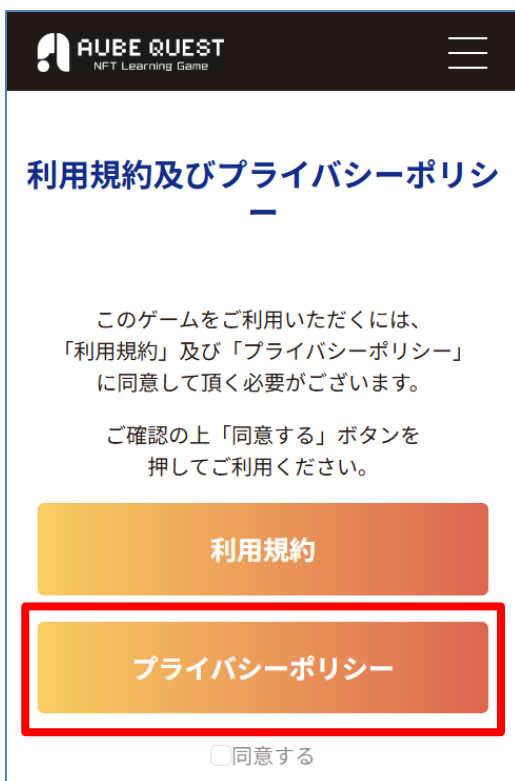 AUBE QUEST
NFT Learning Game
利用規約及びプライバシーポリシ
ー
このゲームをご利用いただくには、
「利用規約」及び「プライバシーポリシー」
に同意して頂く必要がございます。
ご確認の上「同意する」ボタンを
押してご利用ください。
利用規約
プライバシーポリシー
同意する